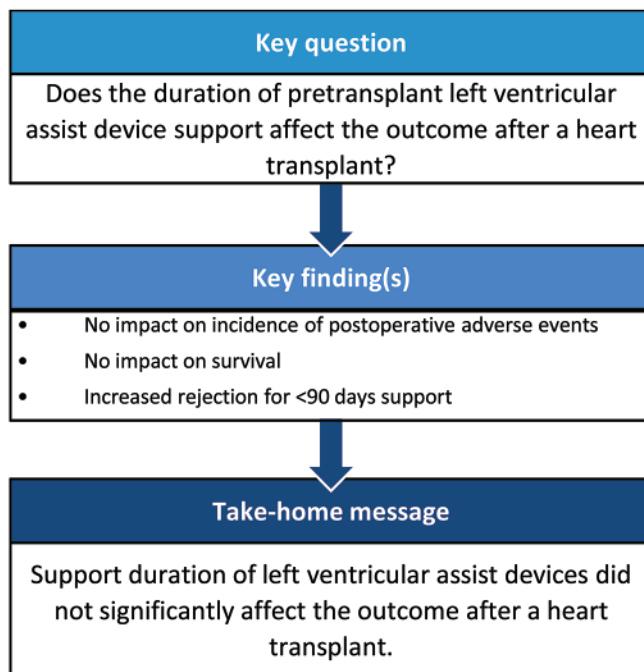 Key question
Does the duration of pretransplant left ventricular
assist device support affect the outcome after a heart
transplant?
Key finding(s)
• No impact on incidence of postoperative adverse events
• No impact on survival
• Increased rejection for <90 days support
Take-home message
Support duration of left ventricular assist devices did
not significantly affect the outcome after a heart
transplant.